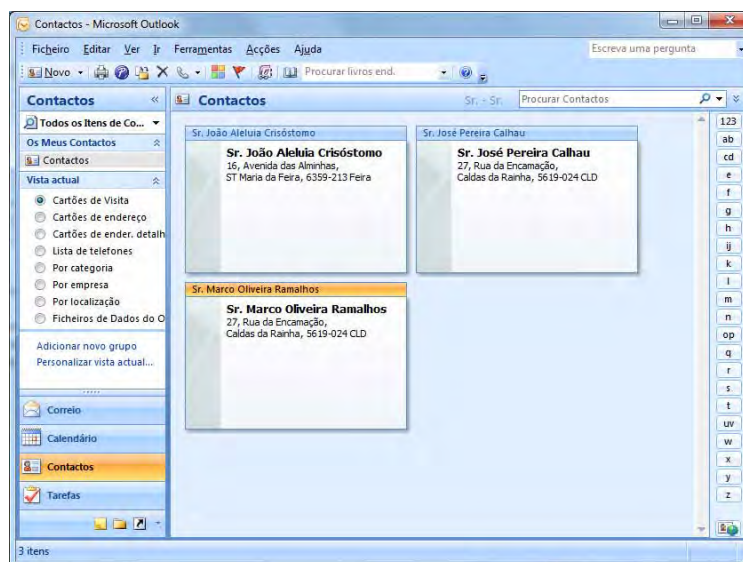 Contactos - Microsoft Outlook
Ficheiro Editar Ver Ir Ferramentas Acções Ajuda
Escreva uma pergunta
Novo
Procurar livros end.
Contactos
Contactos
Sr. - Sr.
Procurar Contactos
Todos os Itens de Co...
Os Meus Contactos
Contactos
Vista actual
Cartões de Visita
Cartões de endereço
Cartões de ender. detalh
Lista de telefones
Por categoria
Por empresa
Por localização
Ficheiros de Dados do O
Adicionar novo grupo
Personalizar vista actual...
Correio
Calendário
Contactos
Tarefas
Sr. João Aleluia Crisóstomo
Sr. João Aleluia Crisóstomo
16, Avenida das Alminhas,
ST Maria da Feira, 6359-213 Feira
Sr. José Pereira Calhau
Sr. José Pereira Calhau
27, Rua da Encarnação,
Caldas da Rainha, 5619-024 CLD
Sr. Marco Oliveira Ramalhos
Sr. Marco Oliveira Ramalhos
27, Rua da Encarnação,
Caldas da Rainha, 5619-024 CLD
123
ab
cd
e
f
g
h
ij
k
l
m
n
op
q
r
s
t
uv
w
x
y
z
3 itens